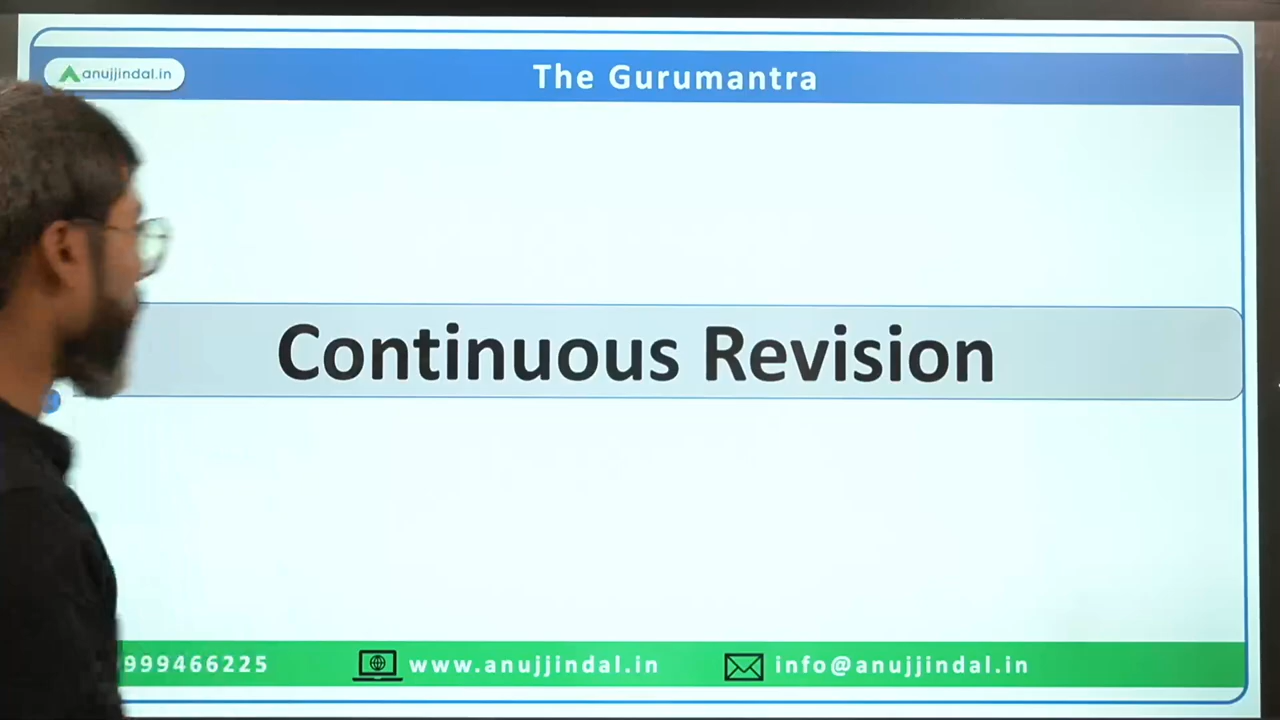 anujjindal.in
The Gurumantra
Continuous Revision
999466225
www.anujjindal.in
info@anujjindal.in